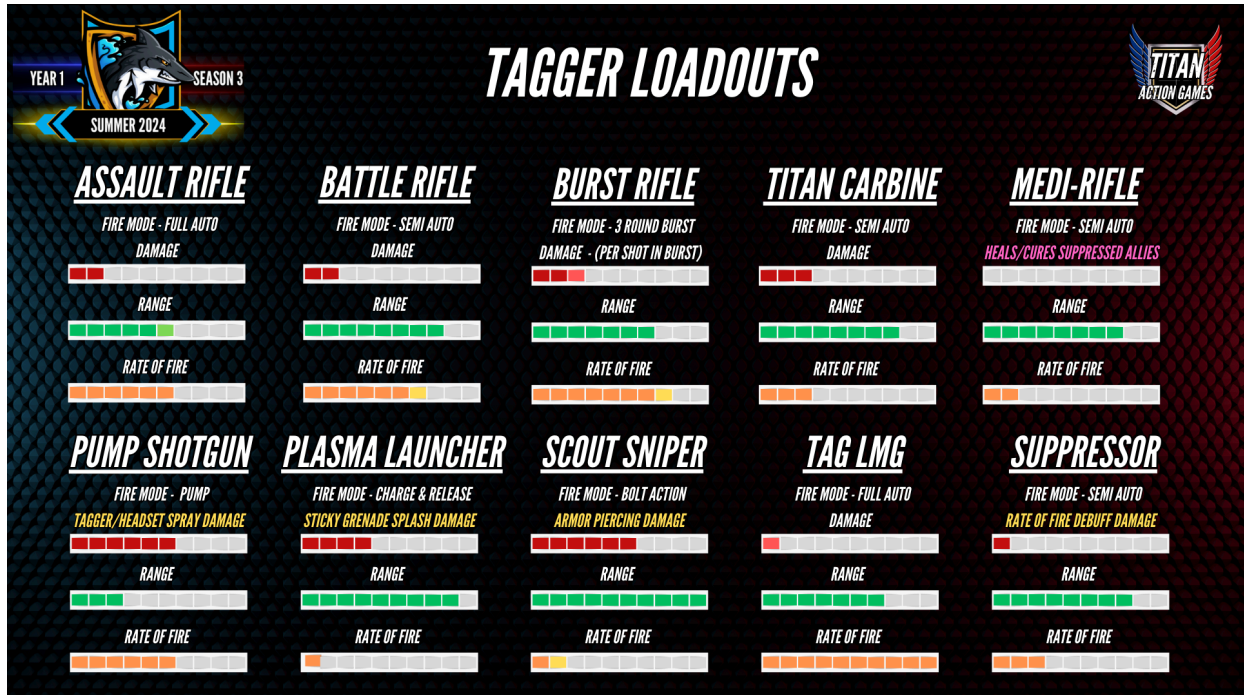 YEAR 1
SEASON 3
SUMMER 2024
TAGGER LOADOUTS
TITAN
ACTION GAMES
ASSAULT RIFLE
FIRE MODE - FULL AUTO
DAMAGE
RANGE
RATE OF FIRE
BATTLE RIFLE
FIRE MODE - SEMI AUTO
DAMAGE
RANGE
RATE OF FIRE
BURST RIFLE
FIRE MODE - 3 ROUND BURST
DAMAGE - (PER SHOT IN BURST)
RANGE
RATE OF FIRE
TITAN CARBINE
FIRE MODE - SEMI AUTO
DAMAGE
RANGE
RATE OF FIRE
MEDI-RIFLE
FIRE MODE - SEMI AUTO
HEALS/CURES SUPPRESSED ALLIES
RANGE
RATE OF FIRE
PUMP SHOTGUN
FIRE MODE - PUMP
TAGGER/HEADSET SPRAY DAMAGE
RANGE
RATE OF FIRE
PLASMA LAUNCHER
FIRE MODE - CHARGE & RELEASE
STICKY GRENADE SPLASH DAMAGE
RANGE
RATE OF FIRE
SCOUT SNIPER
FIRE MODE - BOLT ACTION
ARMOR PIERCING DAMAGE
RANGE
RATE OF FIRE
TAG LMG
FIRE MODE - FULL AUTO
DAMAGE
RANGE
RATE OF FIRE
SUPPRESSOR
FIRE MODE - SEMI AUTO
RATE OF FIRE DEBUFF DAMAGE
RANGE
RATE OF FIRE